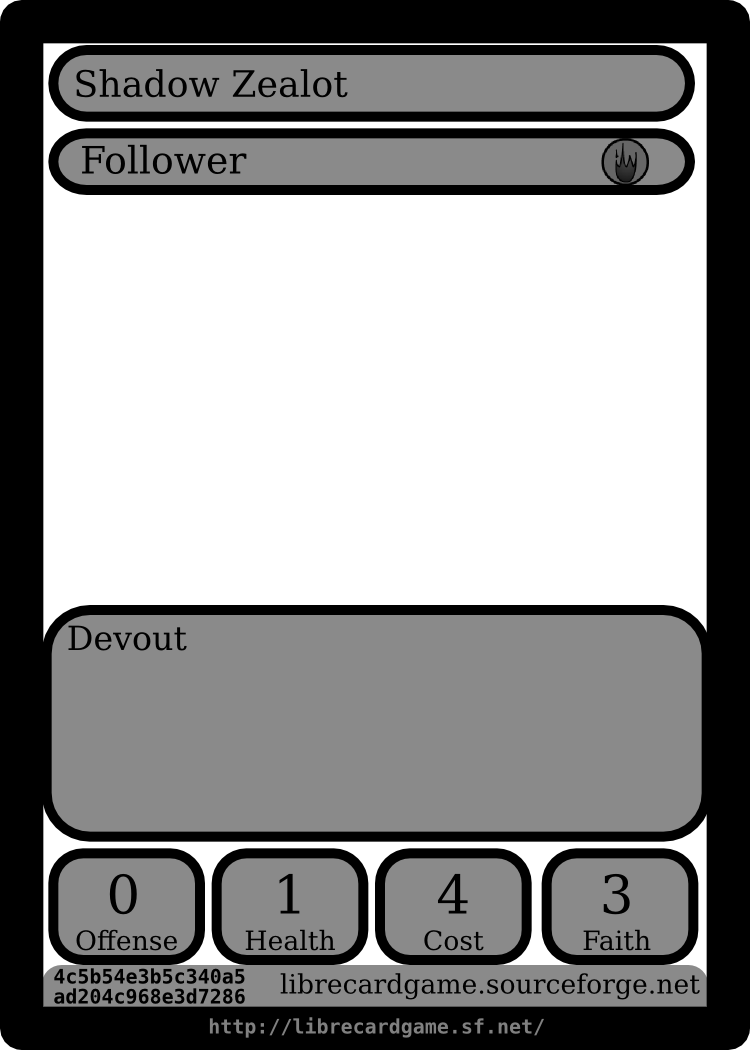 Shadow Zealot
Follower
Devout
0 1 4 3
Offense Health Cost Faith
4c5b54e3b5c340a5
ad204c968e3d7286
librecardgame.sourceforge.net
http://librecardgame.sf.net/